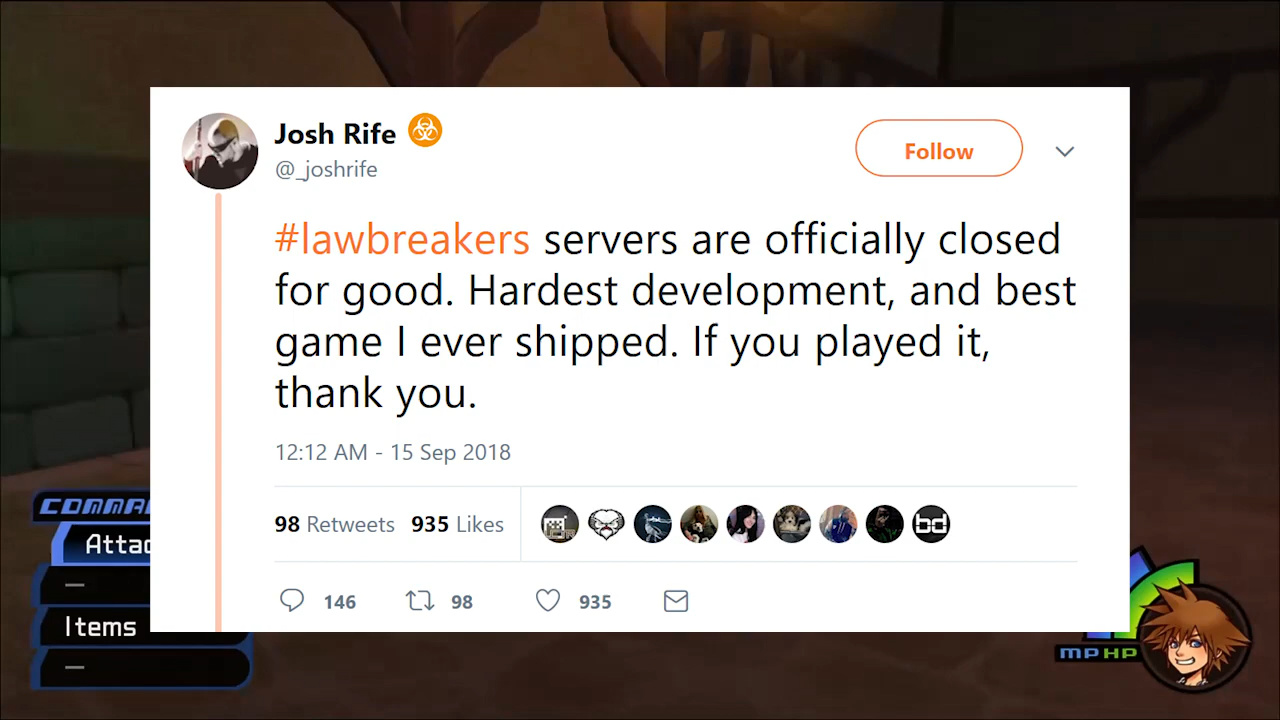 Josh Rife
@_joshrife
Follow
#lawbreakers servers are officially closed
for good. Hardest development, and best
game I ever shipped. If you played it,
thank you.
12:12 AM - 15 Sep 2018
98 Retweets 935 Likes
bd
146 98 935
COMMA
Attac
Items
MP HP